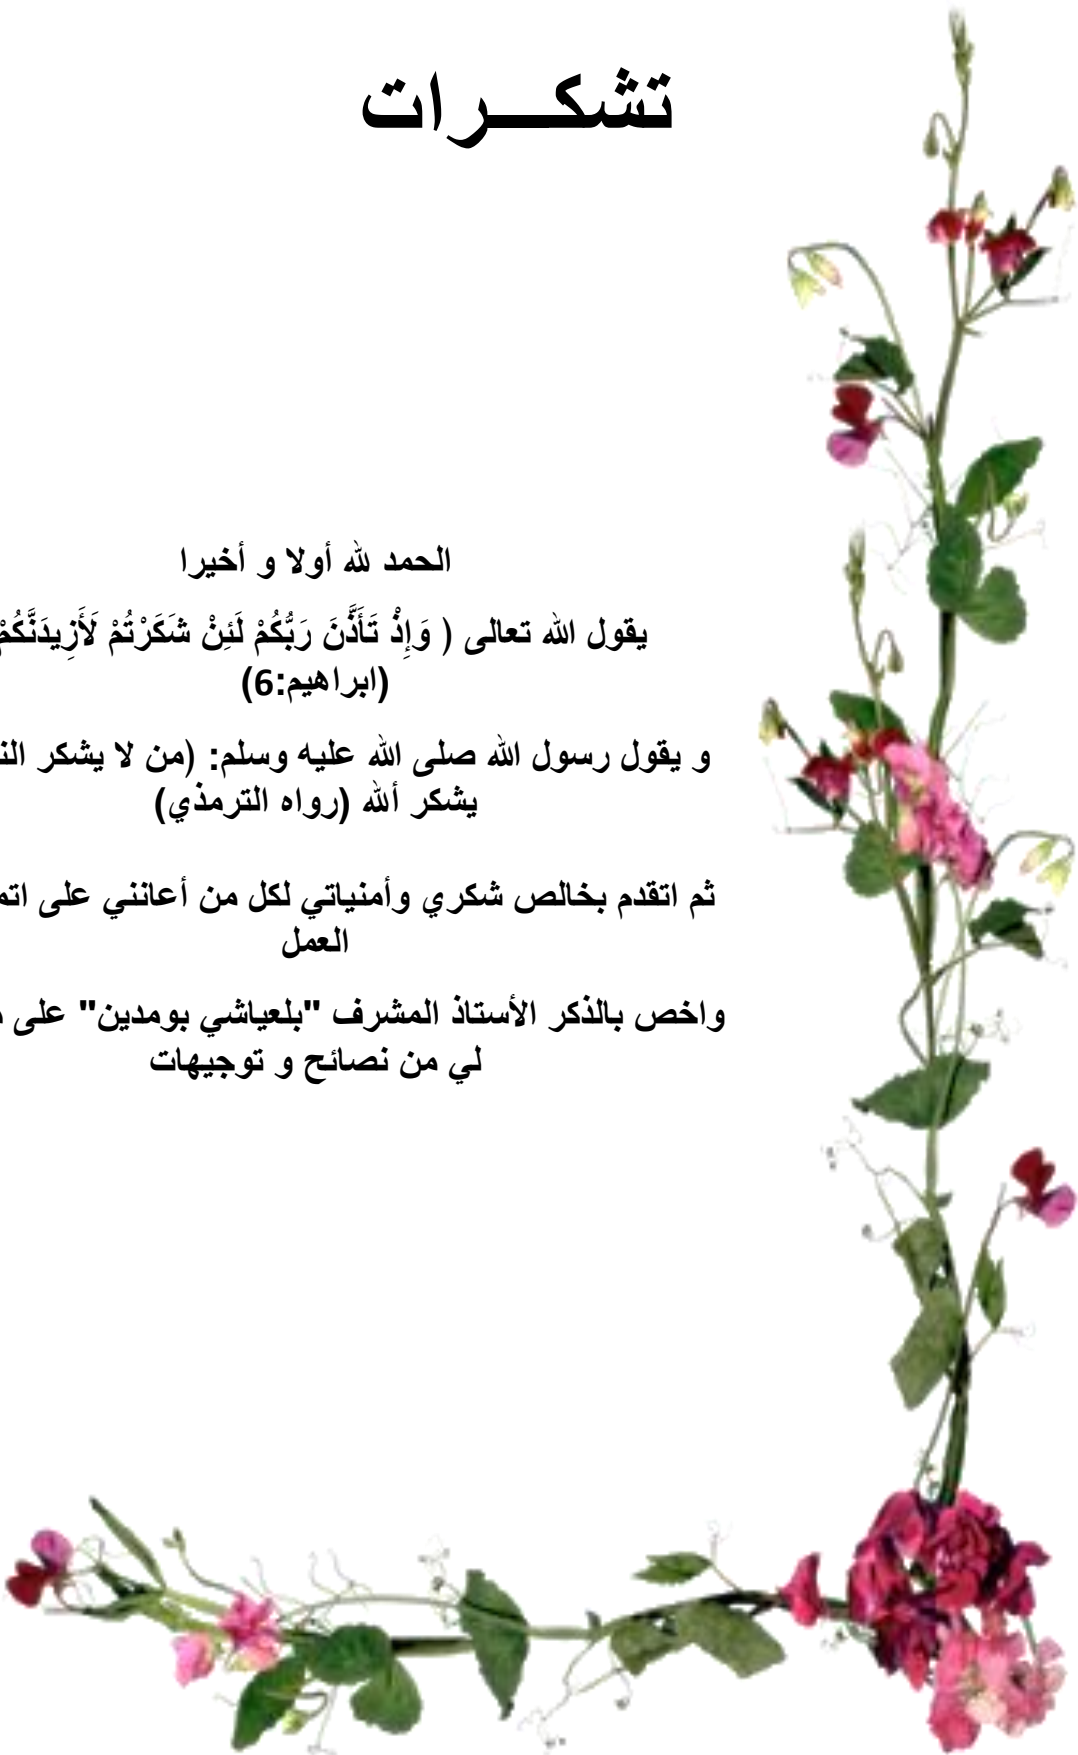 تشكـــرات
الحمد لله أولا و أخيرا
يقول الله تعالى ( وَإِذْ تَأَذَّنَ رَبُّكُمْ لَئِنْ شَكَرْتُمْ لَأَزِيدَنَّكُمْ
(ابراهيم:6)
و يقول رسول الله صلى الله عليه وسلم: (من لا يشكر
يشكر ألله (رواه الترمذي)
ثم اتقدم بخالص شكري وأمنياتي لكل من أعانني على
العمل
واخص بالذكر الأستاذ المشرف "بلعياشي بومدين" على
لي من نصائح و توجيهات